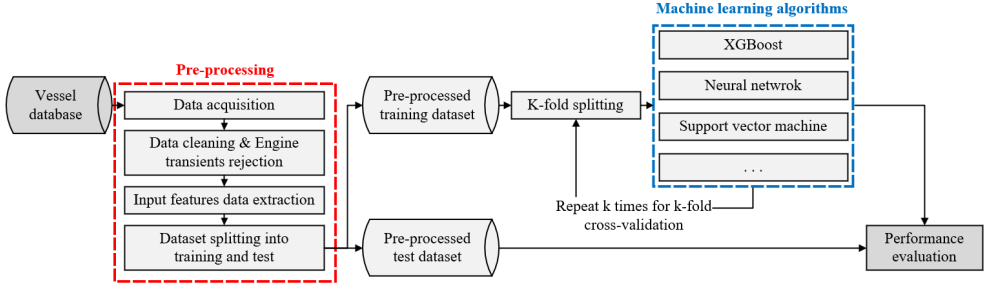 Machine learning algorithms
Pre-processing
Vessel
database
Data acquisition
Data cleaning & Engine
transients rejection
Input features data extraction
Dataset splitting into
training and test
Pre-processed
training dataset
K-fold splitting
XGBoost
Neural netwrok
Support vector machine
. . .
Repeat k times for k-fold
cross-validation
Pre-processed
test dataset
Performance
evaluation